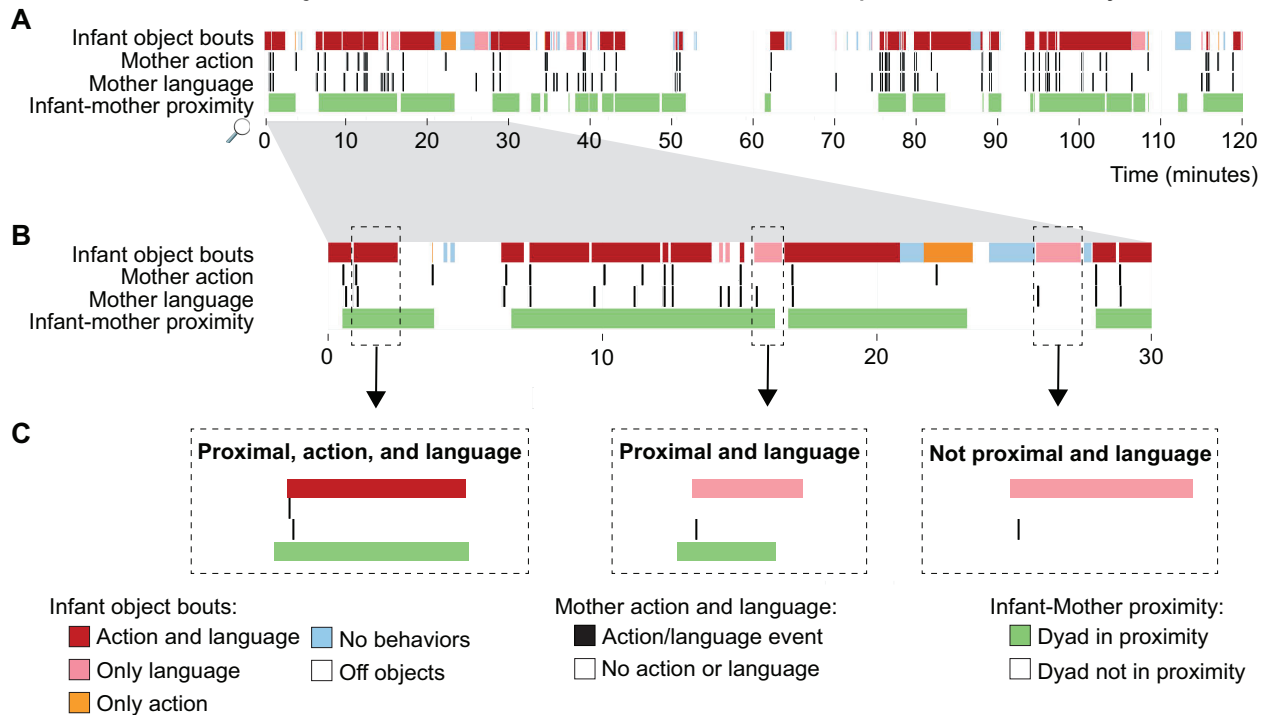 A
Infant object bouts
Mother action
Mother language
Infant-mother proximity
0 10 20 30 40 50 60 70 80 90 100 110 120
Time (minutes)
B
Infant object bouts
Mother action
Mother language
Infant-mother proximity
0 10 20 30
C
Proximal, action, and language
Proximal and language
Not proximal and language
Infant object bouts:
Action and language
Only language
Only action
No behaviors
Off objects
Mother action and language:
Action/language event
No action or language
Infant-Mother proximity:
Dyad in proximity
Dyad not in proximity